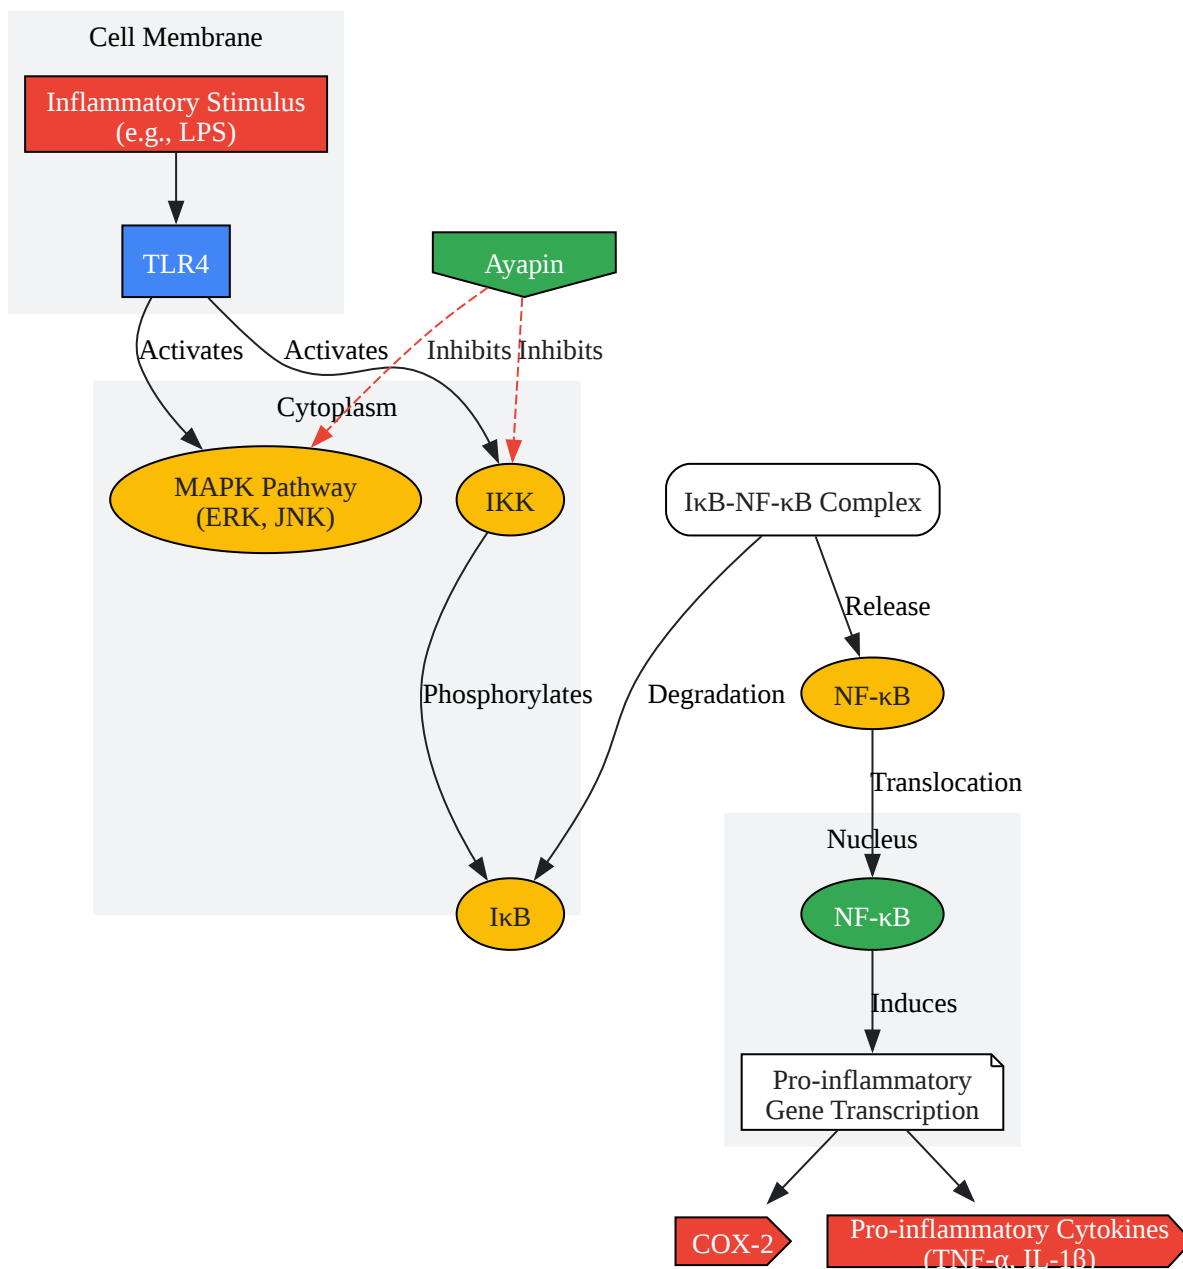 Cell Membrane
Inflammatory Stimulus
(e.g., LPS)
TLR4
Ayapin
Activates
Activates
Inhibits
Inhibits
Cytoplasm
MAPK Pathway
(ERK, JNK)
IKK
IκB-NF-κB Complex
Release
Phosphorylates
Degradation
NF-κB
Translocation
Nucleus
IκB
NF-κB
Induces
Pro-inflammatory
Gene Transcription
COX-2
Pro-inflammatory Cytokines
(TNF-α, IL-1β)